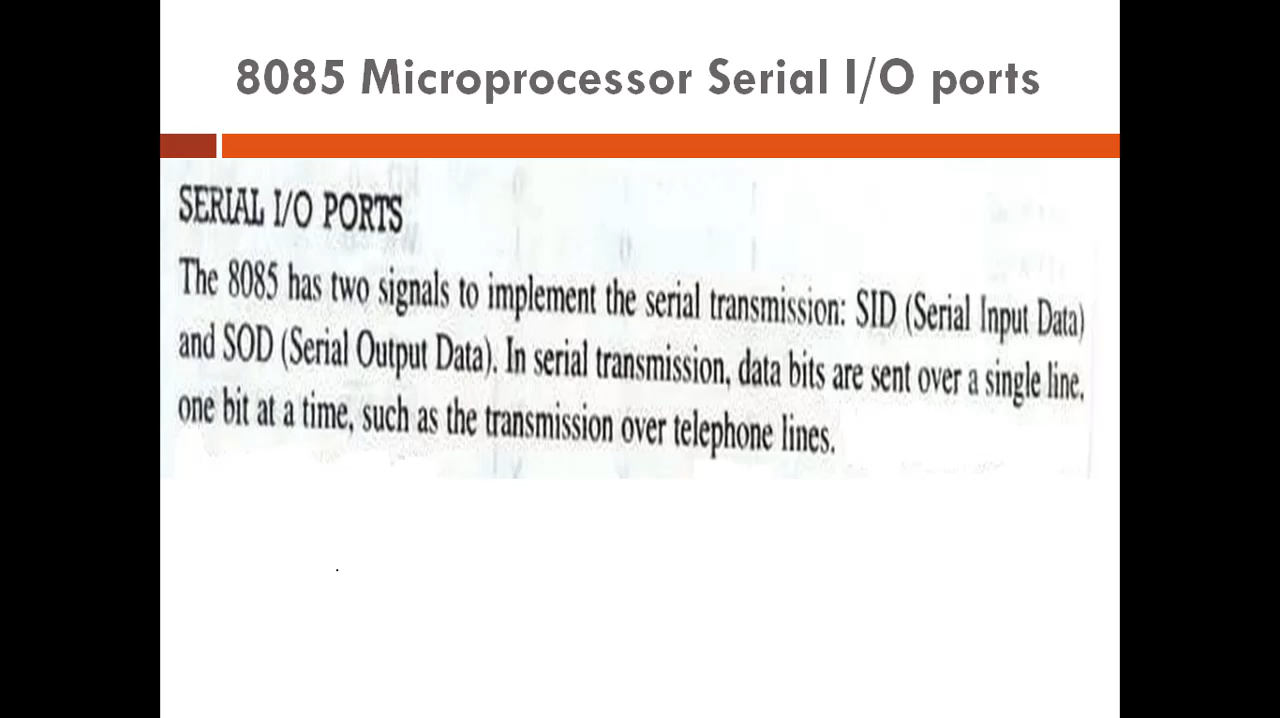 8085 Microprocessor Serial I/O ports
SERIAL I/O PORTS
The 8085 has two signals to implement the serial transmission: SID (Serial Input Data)
and SOD (Serial Output Data). In serial transmission, data bits are sent over a single line.
one bit at a time, such as the transmission over telephone lines.
.